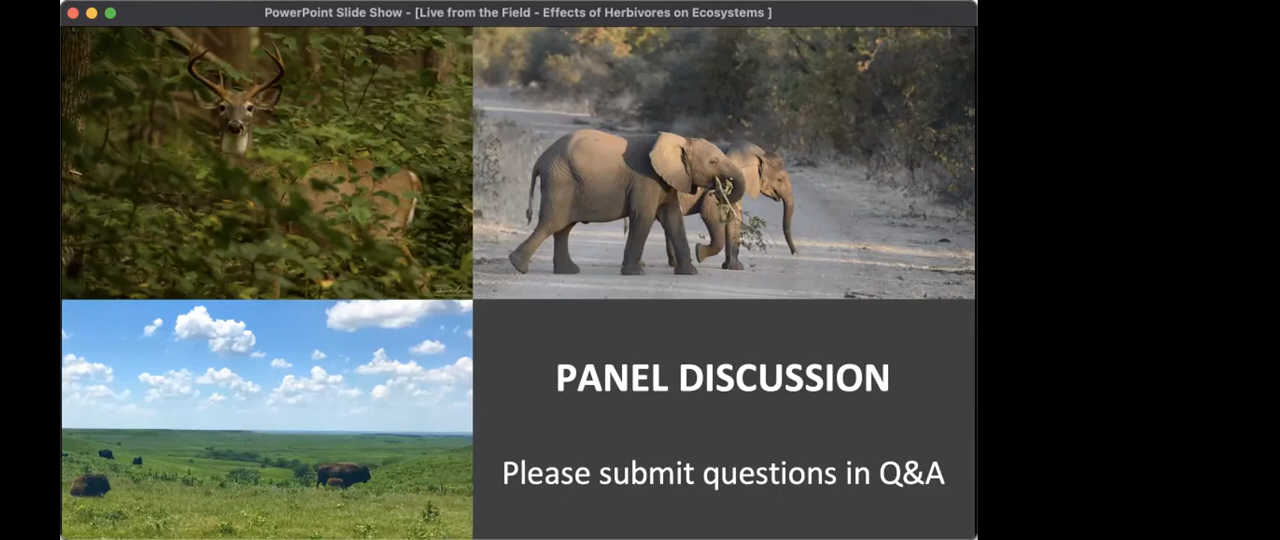 PowerPoint Slide Show - [Live from the Field - Effects of Herbivores on Ecosystems ]
PANEL DISCUSSION
Please submit questions in Q&A